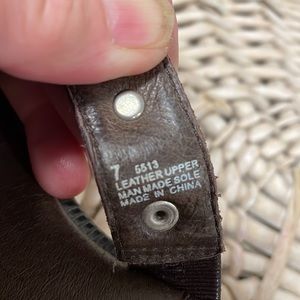 7 6513
LEATHER UPPER
MAN MADE SOLE
MADE IN CHINA